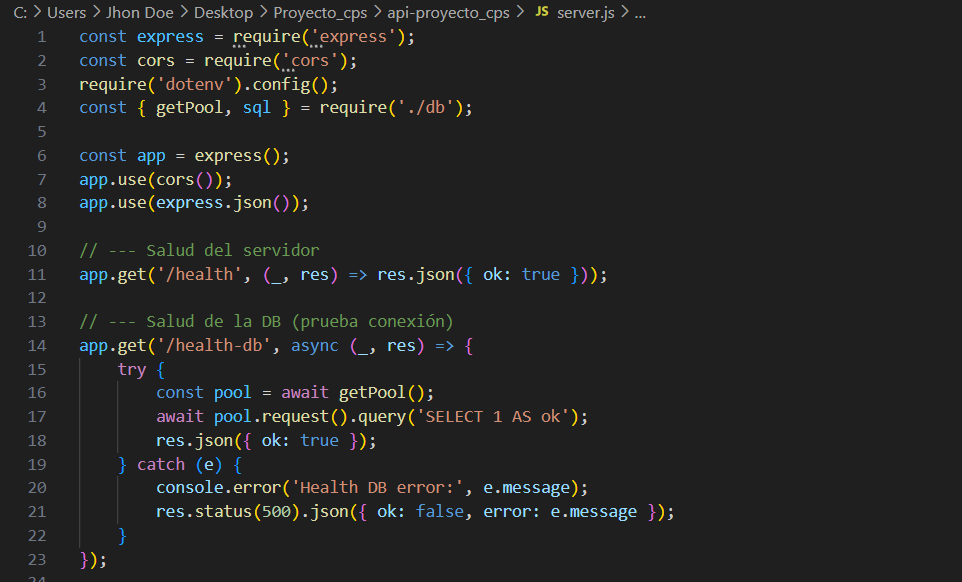 C: > Users > Jhon Doe > Desktop > Proyecto_cps > api-proyecto_cps > JS server.js > ...
1 const express = require('express');
2 const cors = require('cors');
3 require('dotenv').config();
4 const { getPool, sql } = require('./db');
5
6 const app = express();
7 app.use(cors());
8 app.use(express.json());
9
10 // --- Salud del servidor
11 app.get('/health', (_, res) => res.json({ ok: true }));
12
13 // --- Salud de la DB (prueba conexión)
14 app.get('/health-db', async (_, res) => {
15     try {
16         const pool = await getPool();
17         await pool.request().query('SELECT 1 AS ok');
18         res.json({ ok: true });
19     } catch (e) {
20         console.error('Health DB error:', e.message);
21         res.status(500).json({ ok: false, error: e.message });
22     }
23 });
24